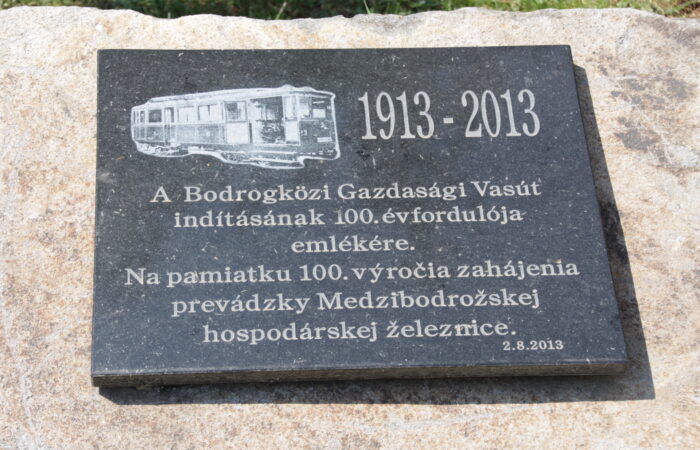 1913 - 2013
A Bodrogközi Gazdasági Vasút
indításának 100. évfordulója
emlékére.
Na pamiatku 100. výročia zahájenia
prevádzky Medzibodrožskej
hospodárskej železnice.
2.8.2013